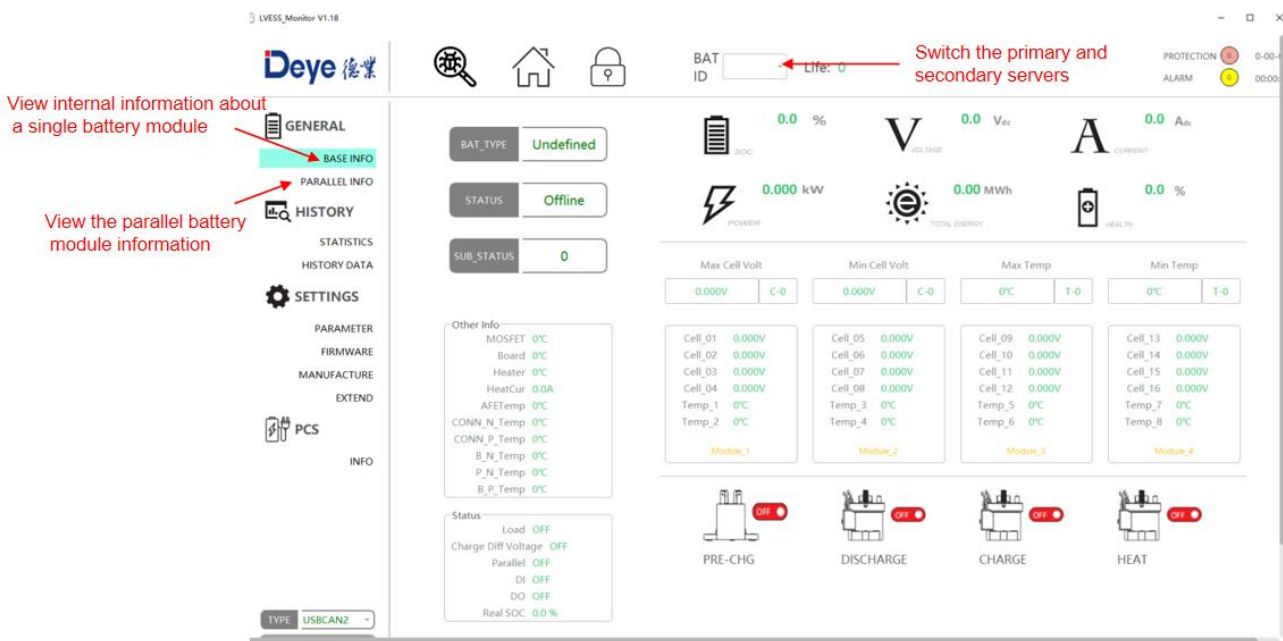 LVESS_Monitor V1.18
Deye 德業
BAT
ID
Life: 0
Switch the primary and
secondary servers
PROTECTION 0
ALARM 0
00:00:
View internal information about
a single battery module
GENERAL
BASE INFO
PARALLEL INFO
View the parallel battery
module information
HISTORY
STATISTICS
HISTORY DATA
SETTINGS
PARAMETER
FIRMWARE
MANUFACTURE
EXTEND
PCS
INFO
TYPE USBCAN2
BAT_TYPE Undefined
STATUS Offline
SUB_STATUS 0
0.0 %
SOC
0.0 Vdc
V VOLTAGE
0.0 Adc
A CURRENT
0.000 kW
POWER
0.00 MWh
TOTAL ENERGY
0.0 %
HEALTH
Max Cell Volt Min Cell Volt Max Temp Min Temp
0.000V C-0 0.000V C-0 0℃ T-0 0℃ T-0
Other Info
MOSFET 0℃
Board 0℃
Heater 0℃
HeatCur 0.0A
AFETemp 0℃
CONN_N_Temp 0℃
CONN_P_Temp 0℃
B_N_Temp 0℃
P_N_Temp 0℃
B_P_Temp 0℃
Cell_01 0.000V Cell_05 0.000V Cell_09 0.000V Cell_13 0.000V
Cell_02 0.000V Cell_06 0.000V Cell_10 0.000V Cell_14 0.000V
Cell_03 0.000V Cell_07 0.000V Cell_11 0.000V Cell_15 0.000V
Cell_04 0.000V Cell_08 0.000V Cell_12 0.000V Cell_16 0.000V
Temp_1 0℃ Temp_3 0℃ Temp_5 0℃ Temp_7 0℃
Temp_2 0℃ Temp_4 0℃ Temp_6 0℃ Temp_8 0℃
Module_1 Module_2 Module_3 Module_4
Status
Load OFF
Charge Diff Voltage OFF
Parallel OFF
DI OFF
DO OFF
Real SOC 0.0 %
OFF OFF OFF OFF
PRE-CHG DISCHARGE CHARGE HEAT